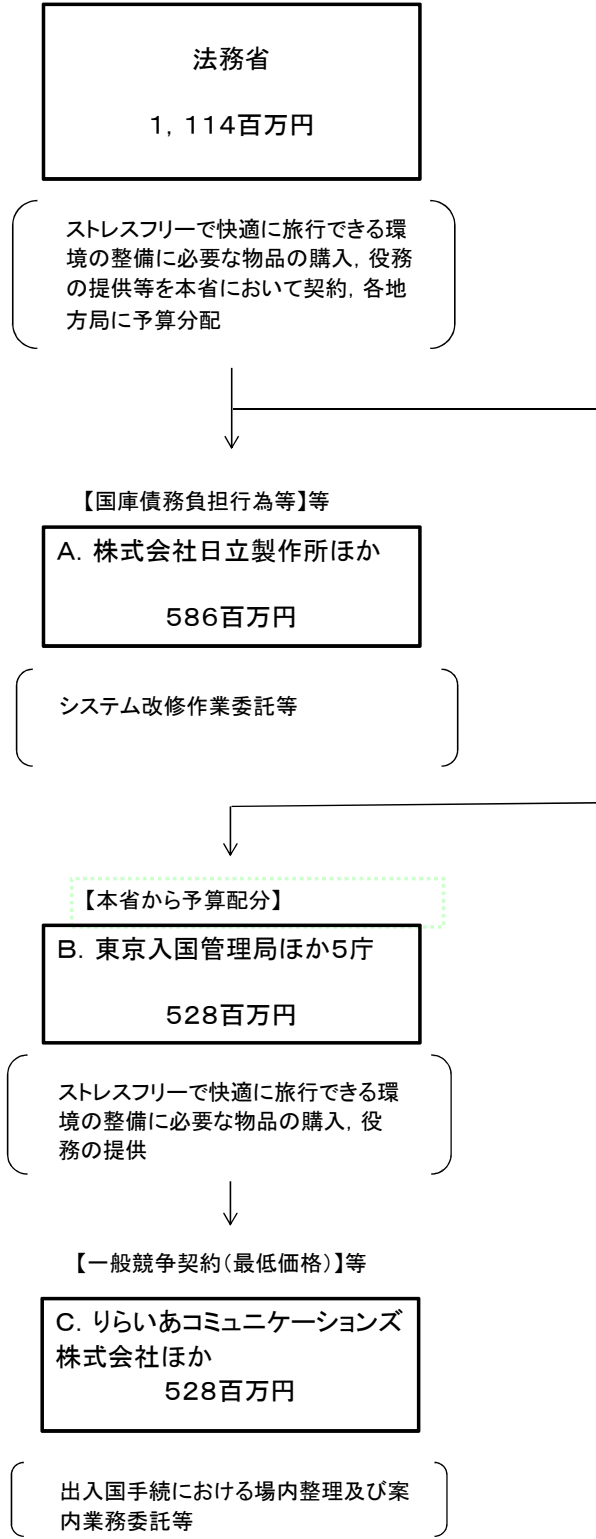 法務省
1，114百万円
ストレスフリーで快適に旅行できる環
境の整備に必要な物品の購入，役務
の提供等を本省において契約，各地
方局に予算分配
【国庫債務負担行為等】等
A．株式会社日立製作所ほか
586百万円
システム改修作業委託等
【本省から予算配分】
B．東京入国管理局ほか5庁
528百万円
ストレスフリーで快適に旅行できる環
境の整備に必要な物品の購入，役
務の提供
【一般競争契約（最低価格）】等
C．りらいあコミュニケーションズ
株式会社ほか
528百万円
出入国手続における場内整理及び案
内業務委託等